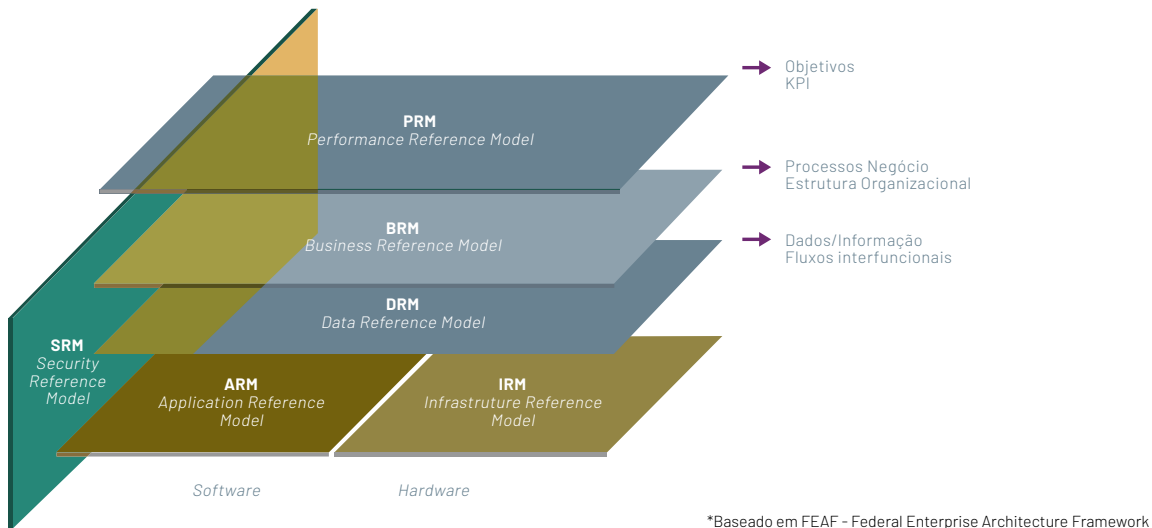 PRM
Performance Reference Model
Objetivos
KPI
BRM
Business Reference Model
Processos Negócio
Estrutura Organizacional
DRM
Data Reference Model
Dados/Informação
Fluxos interfuncionais
SRM
Security
Reference
Model
ARM
Application Reference
Model
IRM
Infrastruture Reference
Model
Software
Hardware
*Baseado em FEAF - Federal Enterprise Architecture Framework